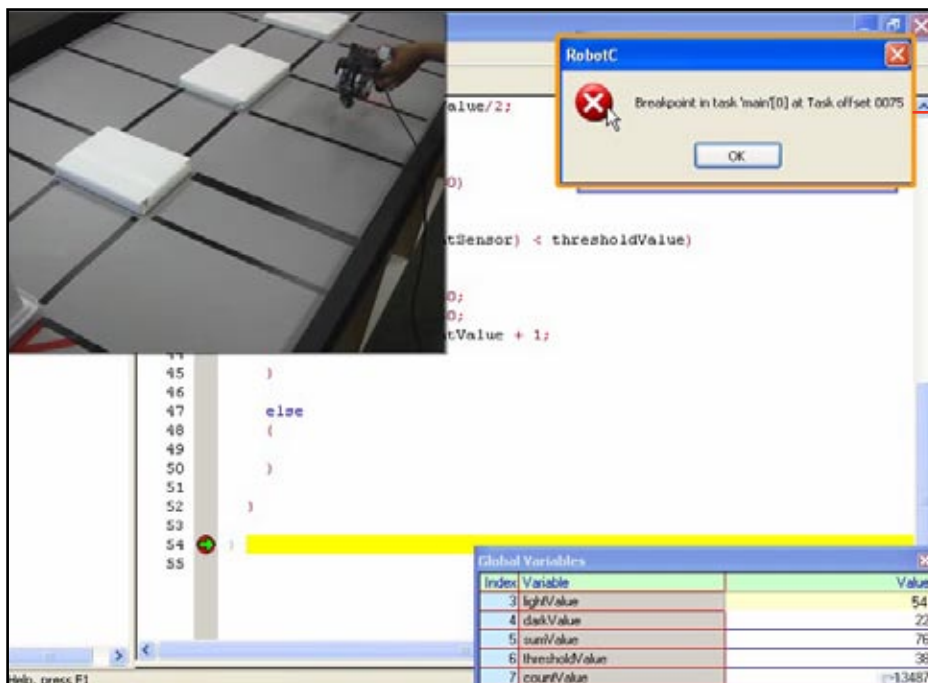 RobotC
Breakpoint in task 'main'[0] at Task offset 0075
OK
alue/2;
0)
tSensor) < thresholdValue)
0;
0;
tValue + 1;
44
45 )
46
47 else
48 (
49
50 )
51
52 )
53
54 )
55
Global Variables
Index Variable Value
3 lightValue 54
4 darkValue 22
5 sumValue 76
6 thresholdValue 38
7 countValue
Help, press F1